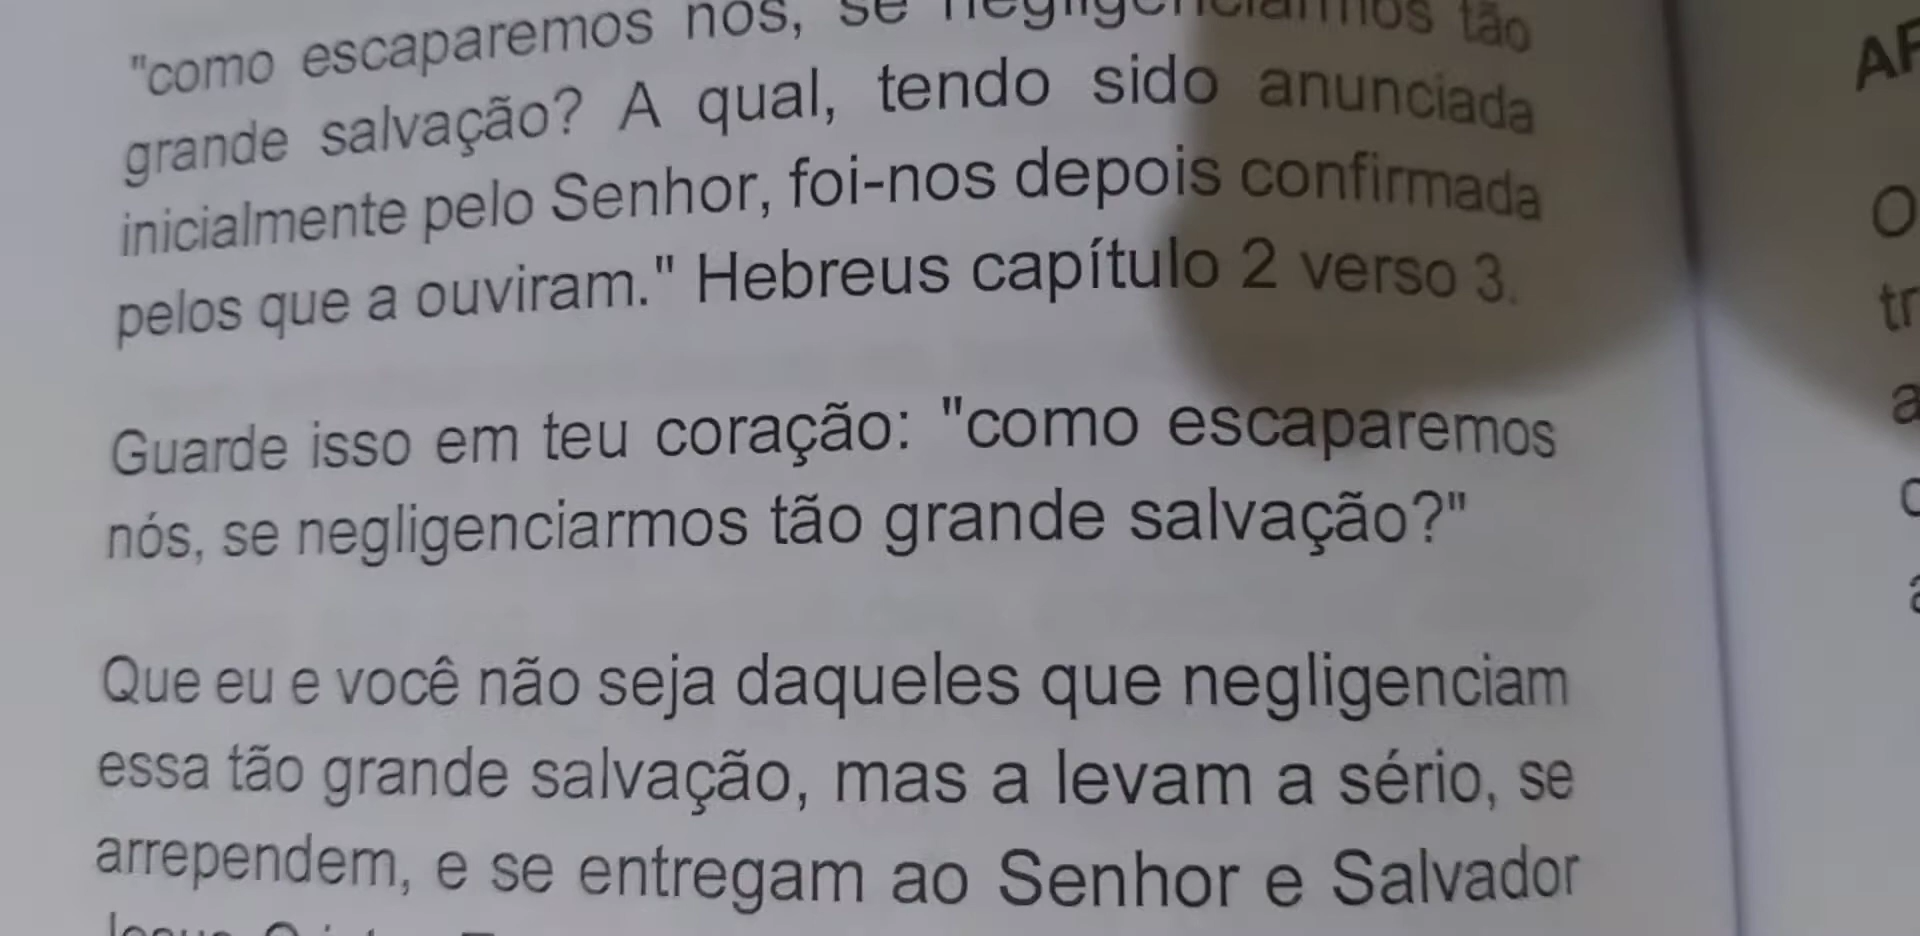 "como escaparemos nós, se negligenciarmos tão
grande salvação? A qual, tendo sido anunciada
inicialmente pelo Senhor, foi-nos depois confirmada
pelos que a ouviram." Hebreus capítulo 2 verso 3.
Guarde isso em teu coração: "como escaparemos
nós, se negligenciarmos tão grande salvação?"
Que eu e você não seja daqueles que negligenciam
essa tão grande salvação, mas a levam a sério, se
arrependem, e se entregam ao Senhor e Salvador